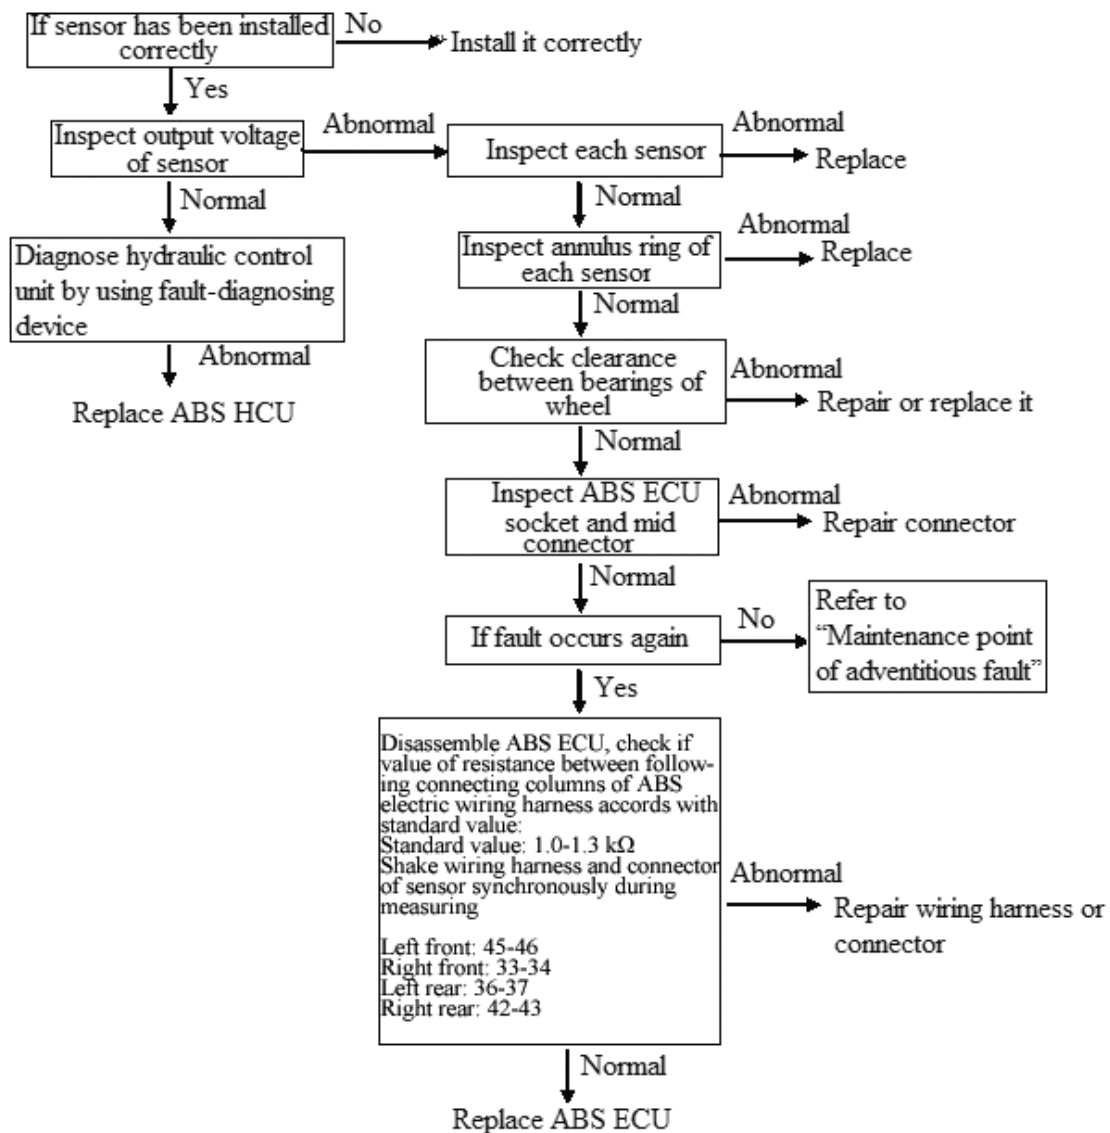 If sensor has been installed
correctly
No
Install it correctly
Yes
Inspect output voltage
of sensor
Abnormal
Inspect each sensor
Abnormal
Replace
Normal
Normal
Diagnose hydraulic control
unit by using fault-diagnosing
device
Inspect annulus ring of
each sensor
Abnormal
Replace
Abnormal
Replace ABS HCU
Normal
Check clearance
between bearings of
wheel
Abnormal
Repair or replace it
Normal
Inspect ABS ECU
socket and mid
connector
Abnormal
Repair connector
Normal
If fault occurs again
No
Refer to
“Maintenance point
of adventitious fault”
Yes
Disassemble ABS ECU, check if
value of resistance between follow-
ing connecting columns of ABS
electric wiring harness accords with
standard value:
Standard value: 1.0-1.3 kΩ
Shake wiring harness and connector
of sensor synchronously during
measuring
Left front: 45-46
Right front: 33-34
Left rear: 36-37
Right rear: 42-43
Abnormal
Repair wiring harness or
connector
Normal
Replace ABS ECU